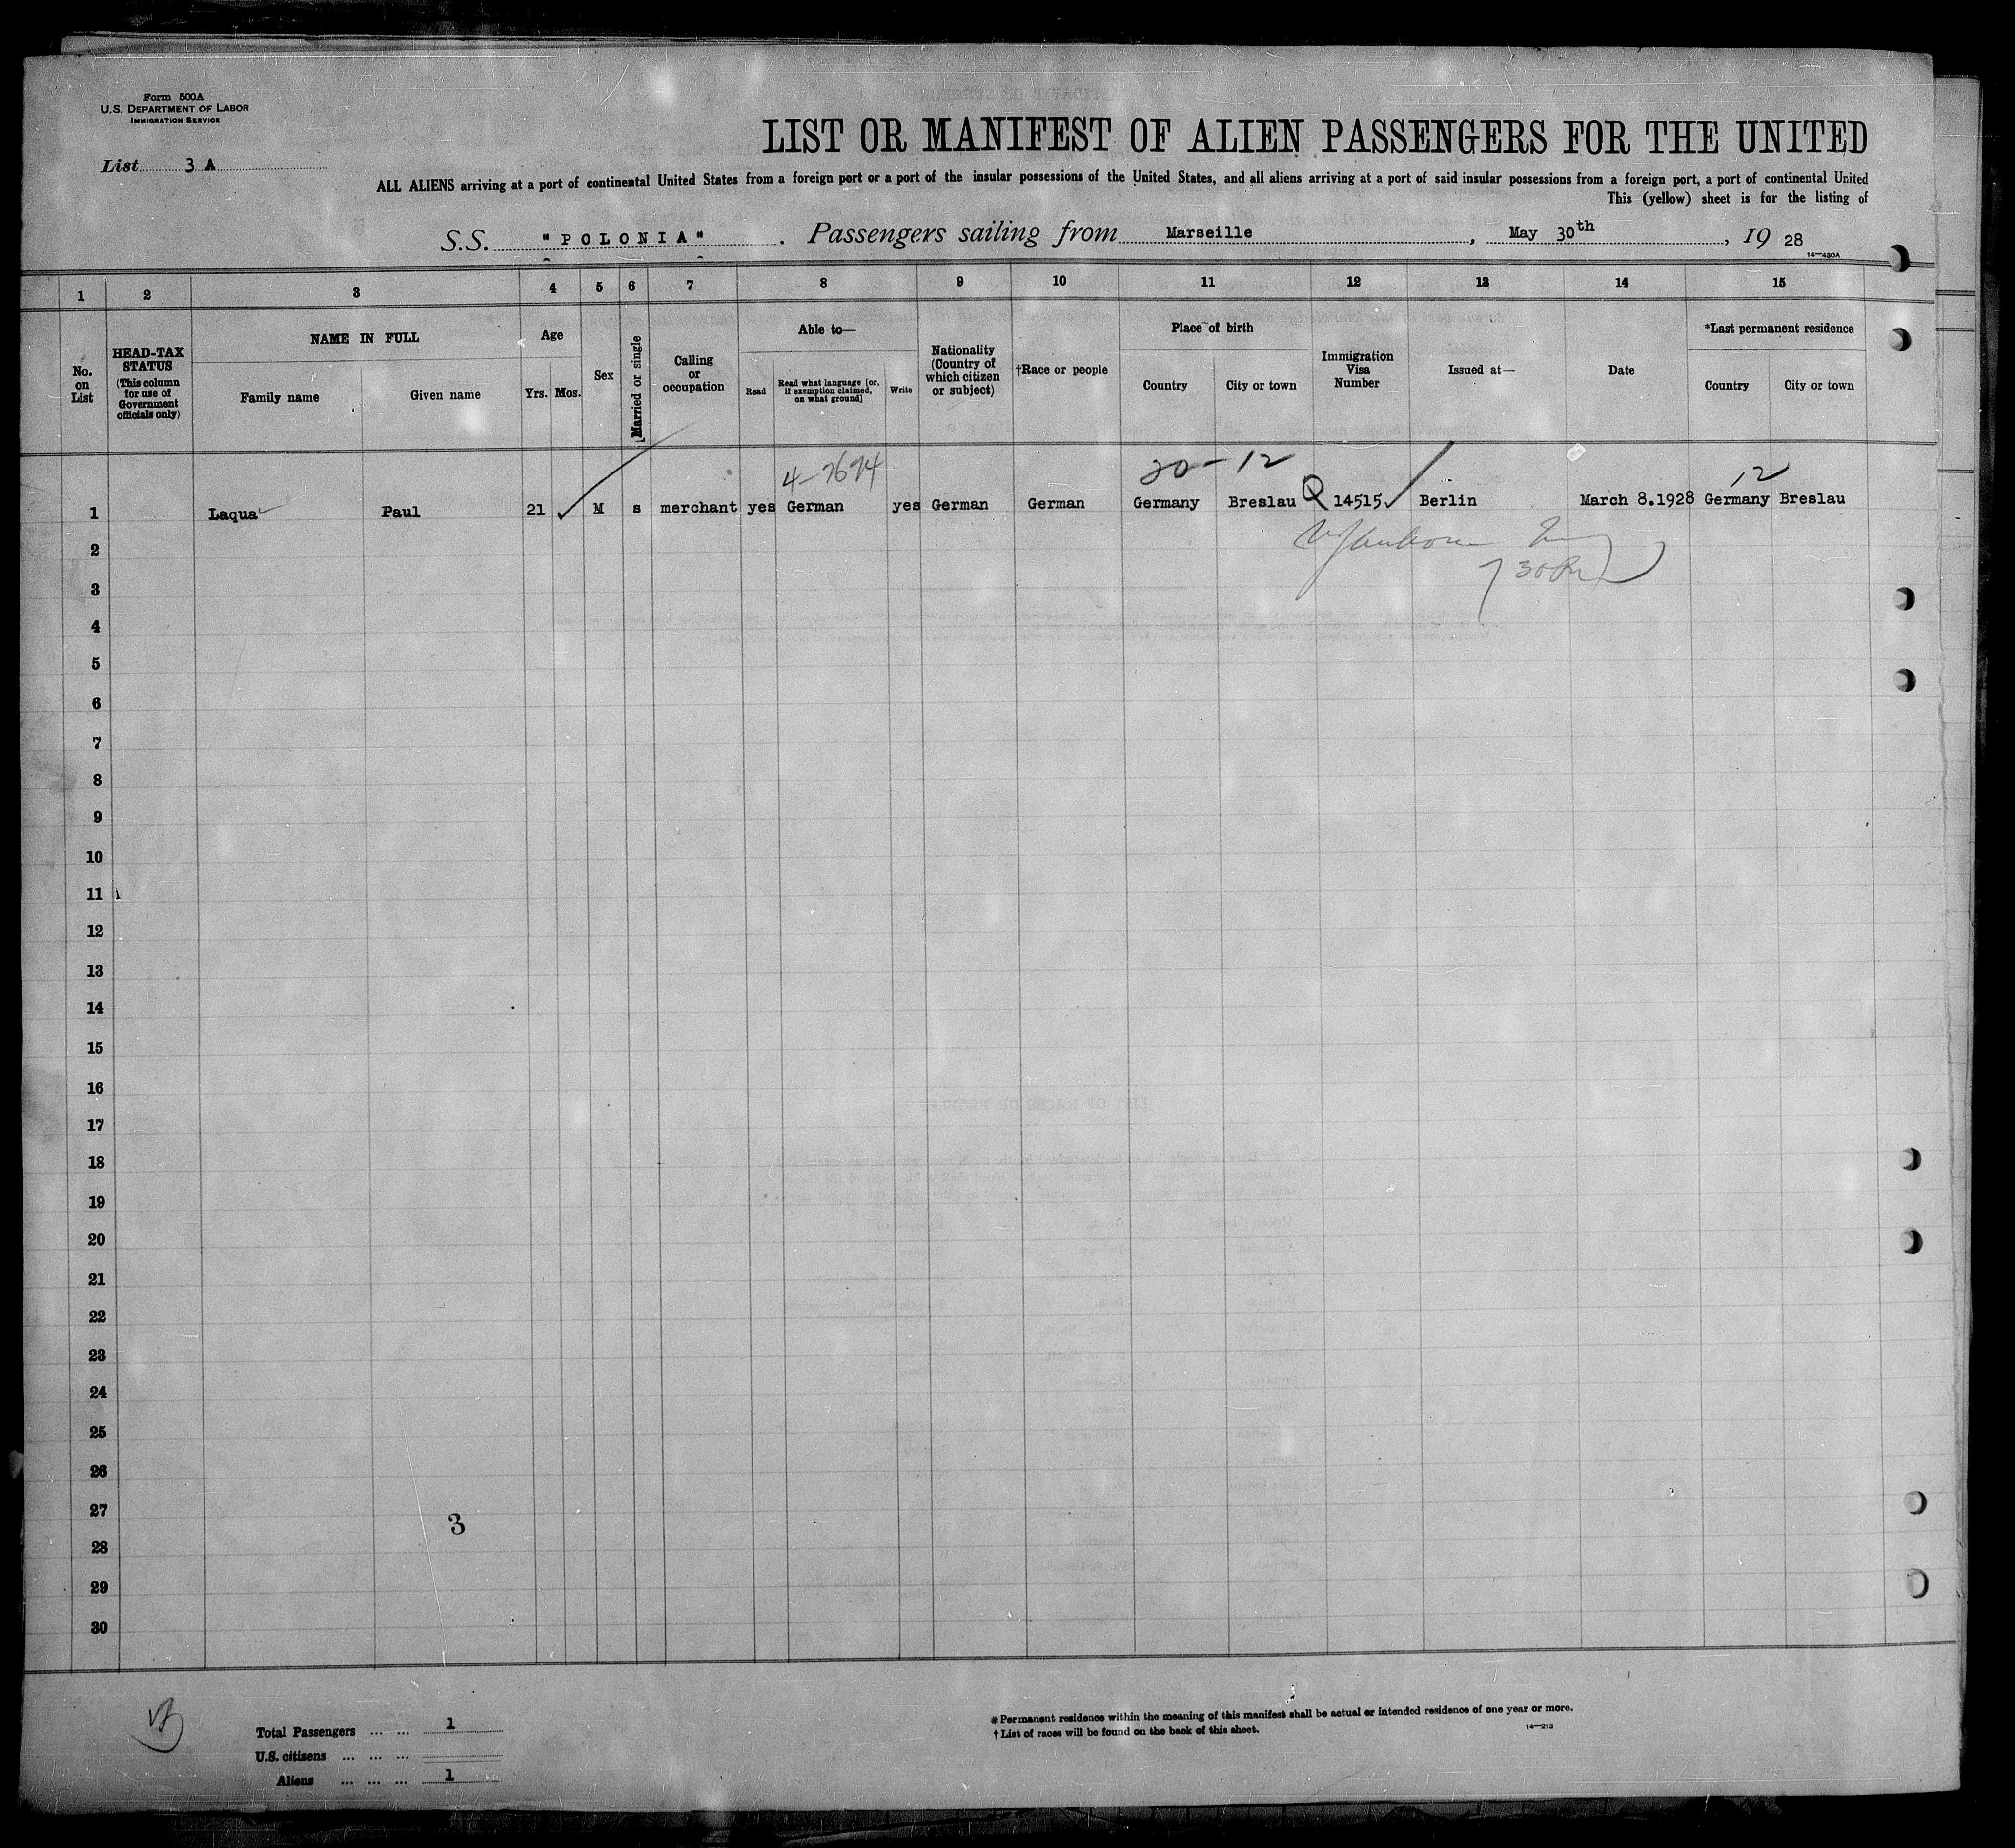 Form 500A
U.S. DEPARTMENT OF LABOR
IMMIGRATION SERVICE
List 3 A
LIST OR MANIFEST OF ALIEN PASSENGERS FOR THE UNITED
ALL ALIENS arriving at a port of continental United States from a foreign port or a port of the insular possessions of the United States, and all aliens arriving at a port of said insular possessions from a foreign port, a port of continental United
This (yellow) sheet is for the listing of
S.S. "POLONIA". Passengers sailing from Marseille, May 30th, 19 28
14—430A
1 2 3 4 5 6 7 8 9 10 11 12 13 14 15
No. on List
HEAD-TAX STATUS (This column for use of Government officials only)
NAME IN FULL
Family name Given name
Age
Yrs. Mos.
Sex
Married or single
Calling or occupation
Able to—
Read Read what language [or, if exemption claimed, on what ground] Write
Nationality (Country of which citizen or subject)
†Race or people
Place of birth
Country City or town
Immigration Visa Number
Issued at—
Date
*Last permanent residence
Country City or town
4-7694 20-12 12
1 Laqua Paul 21 M s merchant yes German yes German German Germany Breslau Q 14515 Berlin March 8.1928 Germany Breslau
2
3
4
5
6
7
8
9
10
11
12
13
14
15
16
17
18
19
20
21
22
23
24
25
26
27
3
28
29
30
Total Passengers ... ... 1
U.S. citizens ... ... ...
Aliens ... ... ... 1
*Permanent residence within the meaning of this manifest shall be actual or intended residence of one year or more.
†List of races will be found on the back of this sheet.
14—213